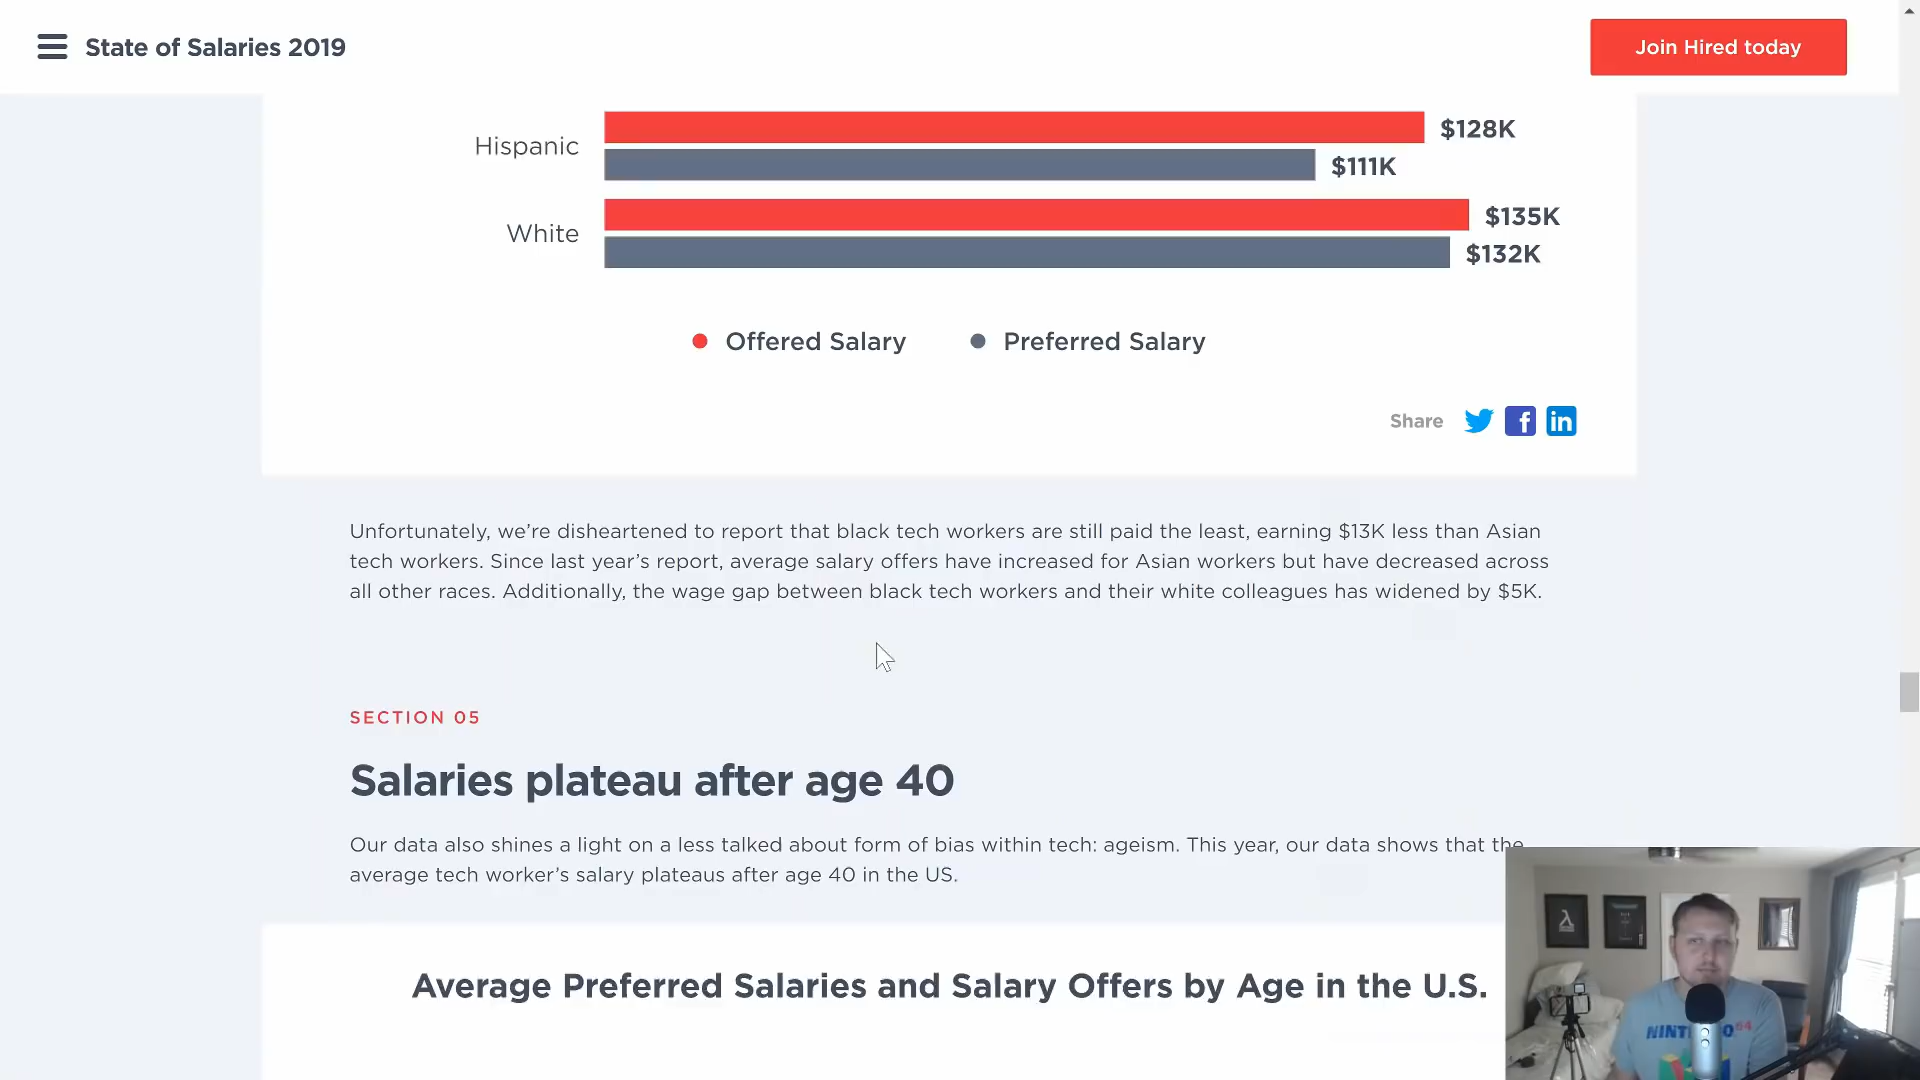 State of Salaries 2019
Join Hired today
Hispanic
$128K
$111K
White
$135K
$132K
Offered Salary
Preferred Salary
Share
Unfortunately, we’re disheartened to report that black tech workers are still paid the least, earning $13K less than Asian
tech workers. Since last year’s report, average salary offers have increased for Asian workers but have decreased across
all other races. Additionally, the wage gap between black tech workers and their white colleagues has widened by $5K.
SECTION 05
Salaries plateau after age 40
Our data also shines a light on a less talked about form of bias within tech: ageism. This year, our data shows that the
average tech worker’s salary plateaus after age 40 in the US.
Average Preferred Salaries and Salary Offers by Age in the U.S.